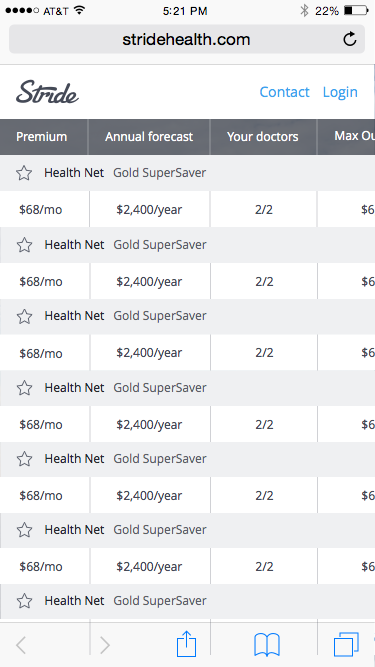 AT&T 5:21 PM 22%
stridehealth.com
Stride Contact Login
Premium Annual forecast Your doctors Max Ou
Health Net Gold SuperSaver
$68/mo $2,400/year 2/2 $6
Health Net Gold SuperSaver
$68/mo $2,400/year 2/2 $6
Health Net Gold SuperSaver
$68/mo $2,400/year 2/2 $6
Health Net Gold SuperSaver
$68/mo $2,400/year 2/2 $6
Health Net Gold SuperSaver
$68/mo $2,400/year 2/2 $6
Health Net Gold SuperSaver
$68/mo $2,400/year 2/2 $6
Health Net Gold SuperSaver